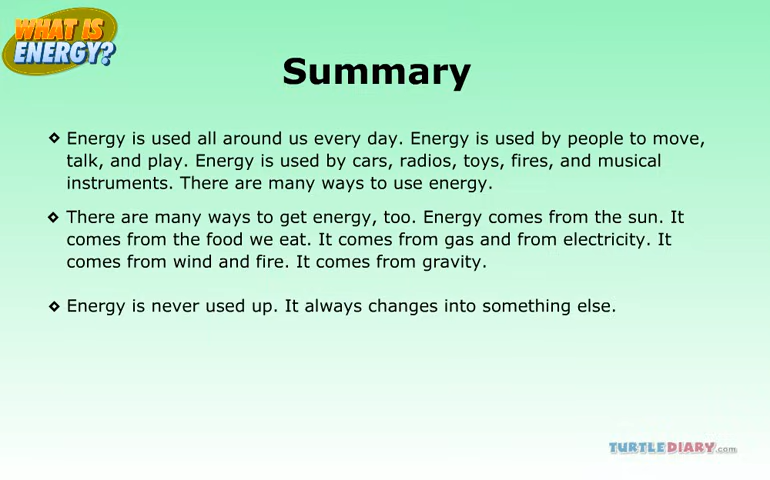 WHAT IS
ENERGY?
Summary
Energy is used all around us every day. Energy is used by people to move,
talk, and play. Energy is used by cars, radios, toys, fires, and musical
instruments. There are many ways to use energy.
There are many ways to get energy, too. Energy comes from the sun. It
comes from the food we eat. It comes from gas and from electricity. It
comes from wind and fire. It comes from gravity.
Energy is never used up. It always changes into something else.
TURTLEDIARY.com